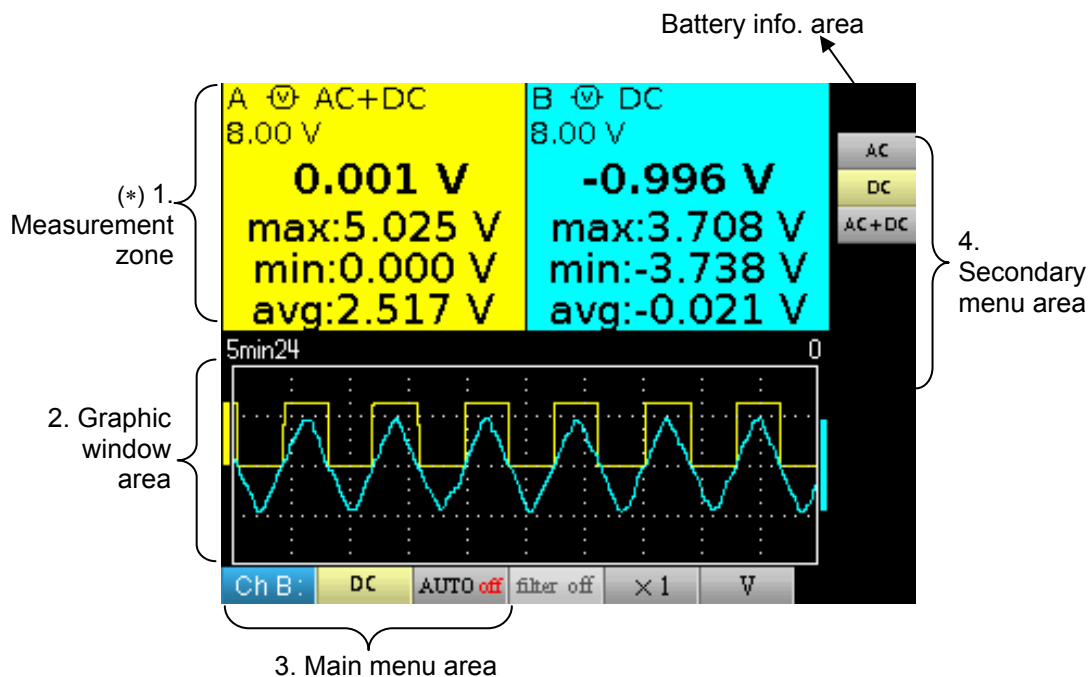 Battery info. area
A V AC+DC
8.00 V
0.001 V
max:5.025 V
min:0.000 V
avg:2.517 V
B V DC
8.00 V
-0.996 V
max:3.708 V
min:-3.738 V
avg:-0.021 V
AC
DC
AC+DC
(*) 1.
Measurement
zone
4.
Secondary
menu area
5min24 0
2. Graphic
window
area
Ch B: DC AUTO off filter off ×1 V
3. Main menu area